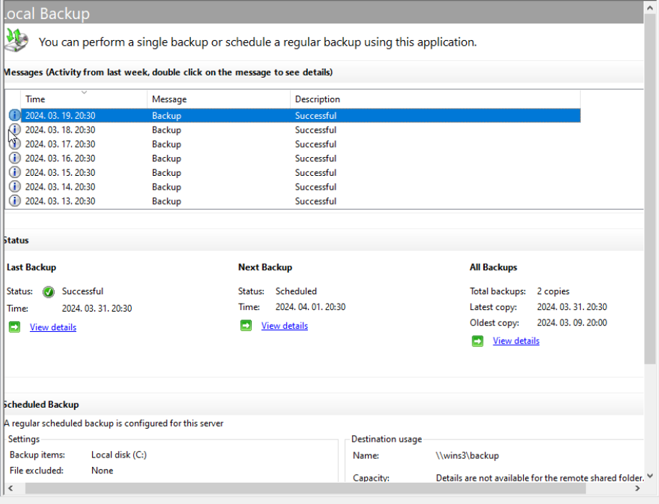 Local Backup
You can perform a single backup or schedule a regular backup using this application.
Messages (Activity from last week, double click on the message to see details)
Time Message Description
2024. 03. 19. 20:30 Backup Successful
2024. 03. 18. 20:30 Backup Successful
2024. 03. 17. 20:30 Backup Successful
2024. 03. 16. 20:30 Backup Successful
2024. 03. 15. 20:30 Backup Successful
2024. 03. 14. 20:30 Backup Successful
2024. 03. 13. 20:30 Backup Successful
Status
Last Backup Next Backup All Backups
Status: Successful Status: Scheduled Total backups: 2 copies
Time: 2024. 03. 31. 20:30 Time: 2024. 04. 01. 20:30 Latest copy: 2024. 03. 31. 20:30
View details View details Oldest copy: 2024. 03. 09. 20:00
View details
Scheduled Backup
A regular scheduled backup is configured for this server
Settings Destination usage
Backup items: Local disk (C:) Name: \\wins3\backup
File excluded: None
Capacity: Details are not available for the remote shared folder.